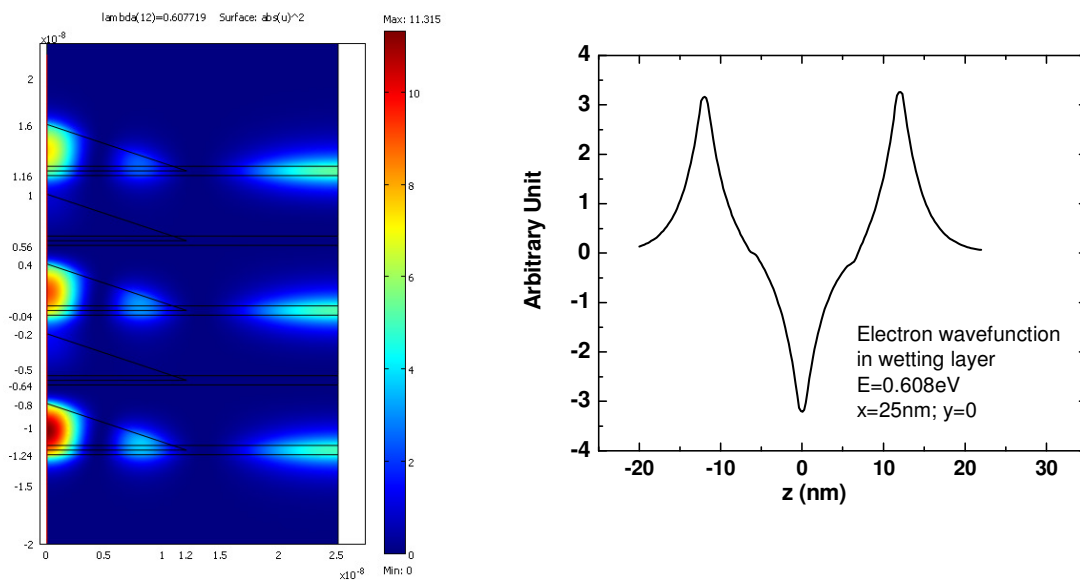 lambda(12)=0.607719 Surface: abs(u)^2
Max: 11.315
x10^-8
2
1.6
1.16
1
0.56
0.4
-0.04
-0.2
-0.5
-0.64
-0.8
-1
-1.24
-1.5
-2
0 0.5 1 1.2 1.5 2 2.5
x10^-8
10
8
6
4
2
0
Min: 0
4
3
2
1
0
-1
-2
-3
-4
Arbitrary Unit
-20 -10 0 10 20 30
z (nm)
Electron wavefunction
in wetting layer
E=0.608eV
x=25nm; y=0